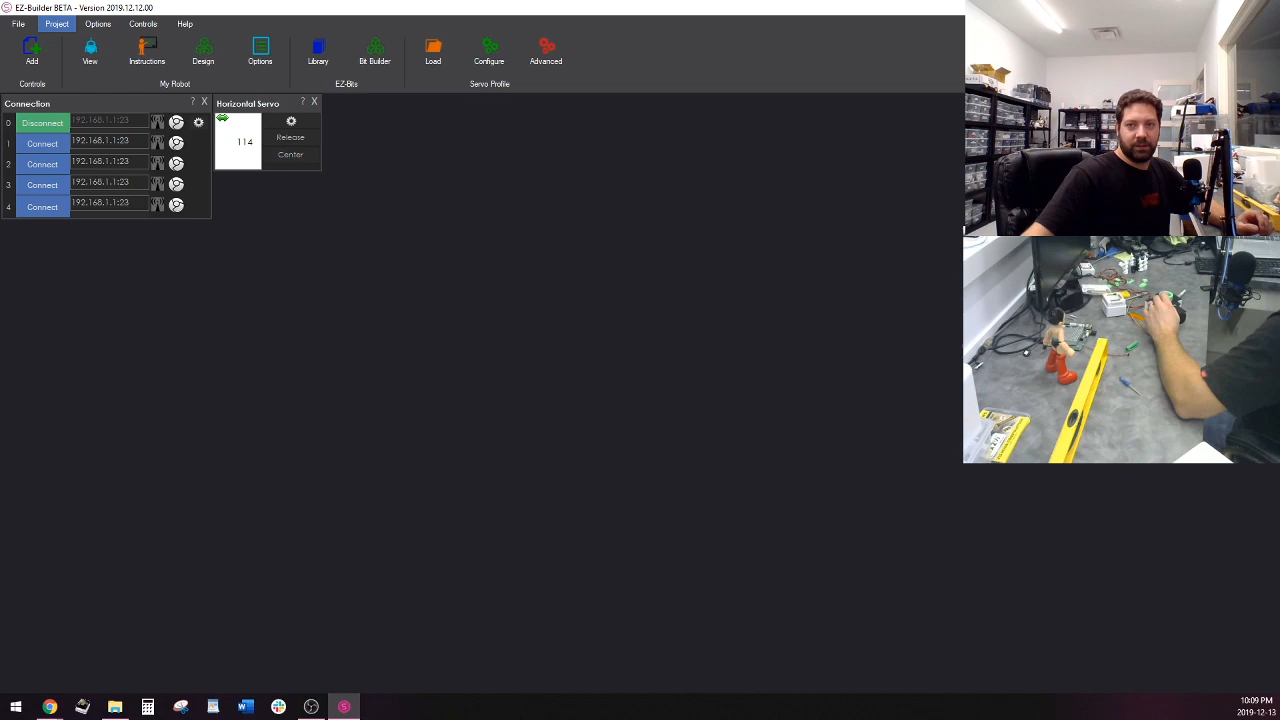 EZ-Builder BETA - Version 2019.12.12.00
File Project Options Controls Help
Add View Instructions Design Options Library Bit Builder Load Configure Advanced
Controls My Robot EZ-Bits Servo Profile
Connection ? X Horizontal Servo ? X
0 Disconnect 192.168.1.1:23
1 Connect 192.168.1.1:23
2 Connect 192.168.1.1:23
3 Connect 192.168.1.1:23
4 Connect 192.168.1.1:23
114
Release
Center
10:09 PM
2019-12-13